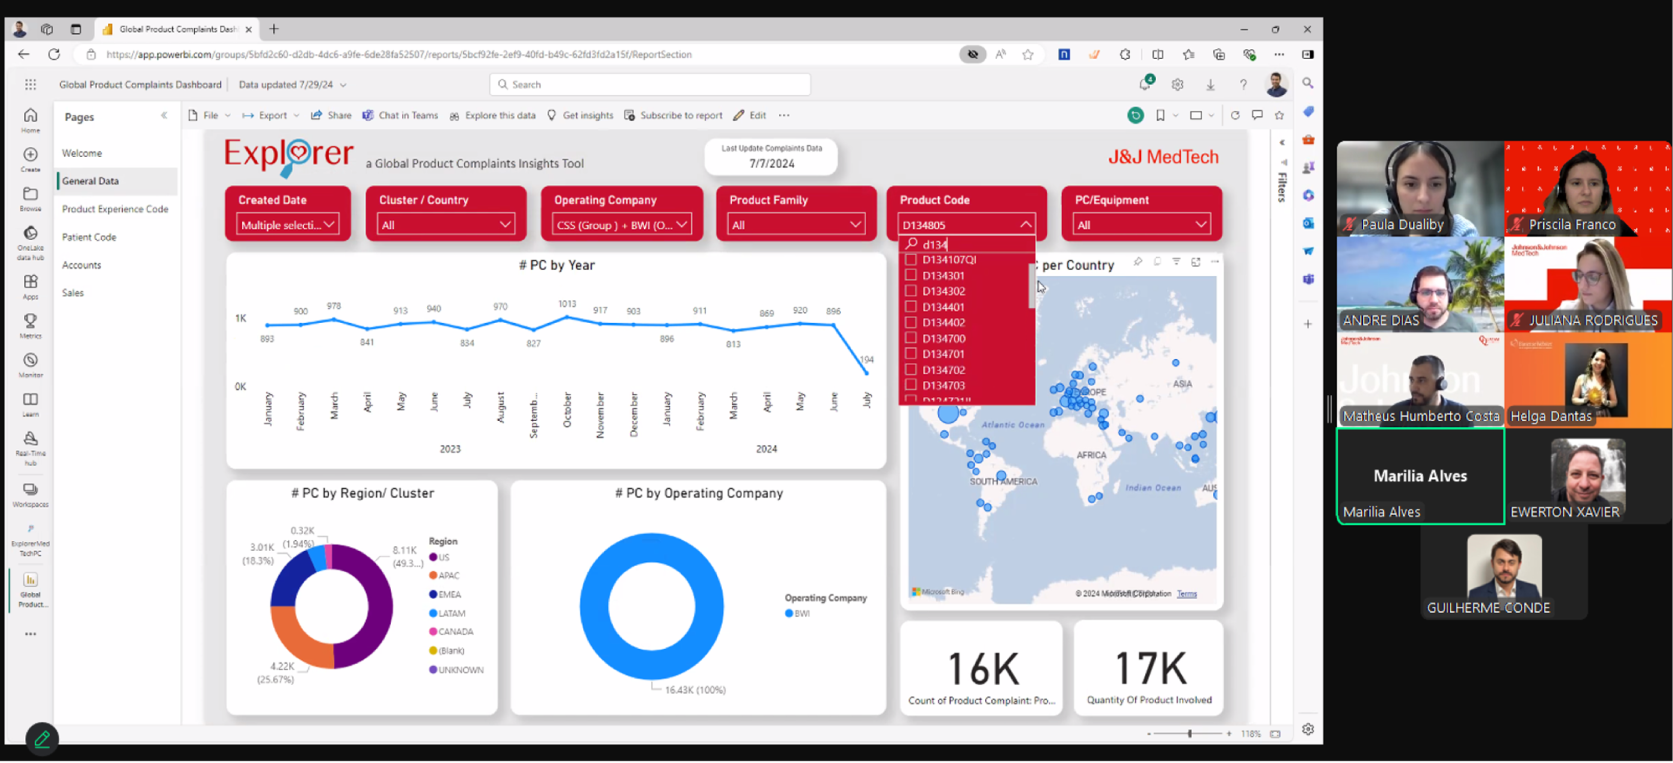 Global Product Complaints Dash
https://app.powerbi.com/groups/5bfd2c60-d2db-4dc6-a9fe-6de28fa52507/reports/5bcf92fe-2ef9-40fd-b49c-62fd3fd2a15f/ReportSection
Global Product Complaints Dashboard
Data updated 7/29/24
Search
Home
Create
Browse
OneLake data hub
Apps
Metrics
Monitor
Learn
Real-Time hub
Workspaces
ExplorerMed TechPC
Global Product...
Pages
Welcome
General Data
Product Experience Code
Patient Code
Accounts
Sales
File
Export
Share
Chat in Teams
Explore this data
Get insights
Subscribe to report
Edit
Explorer
a Global Product Complaints Insights Tool
Last Update Complaints Data
7/7/2024
J&J MedTech
Filters
Created Date
Multiple selecti...
Cluster / Country
All
Operating Company
CSS (Group ) + BWI (O...
Product Family
All
Product Code
D134805
PC/Equipment
All
d134
D134107QI
D134301
D134302
D134401
D134402
D134700
D134701
D134702
D134703
# PC by Year
1K
0K
893
900
978
841
913
940
834
970
827
1013
917
903
896
911
813
869
920
896
194
January
February
March
April
May
June
July
August
Septemb...
October
November
December
January
February
March
April
May
June
July
2023
2024
per Country
ASIA
Atlantic Ocean
AFRICA
SOUTH AMERICA
Indian Ocean
AUS
Microsoft Bing
© 2024 Microsoft Corporation
Terms
# PC by Region/ Cluster
0.32K
(1.94%)
3.01K
(18.3%)
8.11K
(49.3...)
4.22K
(25.67%)
Region
US
APAC
EMEA
LATAM
CANADA
(Blank)
UNKNOWN
# PC by Operating Company
Operating Company
BWI
16.43K (100%)
16K
Count of Product Complaint: Pro...
17K
Quantity Of Product Involved
118%
Paula Dualiby
Priscila Franco
Johnson&Johnson
MedTech
ANDRE DIAS
JULIANA RODRIGUES
Johnson&Johnson
MedTech
Matheus Humberto Costa
Helga Dantas
Marilia Alves
Marilia Alves
EWERTON XAVIER
GUILHERME CONDE